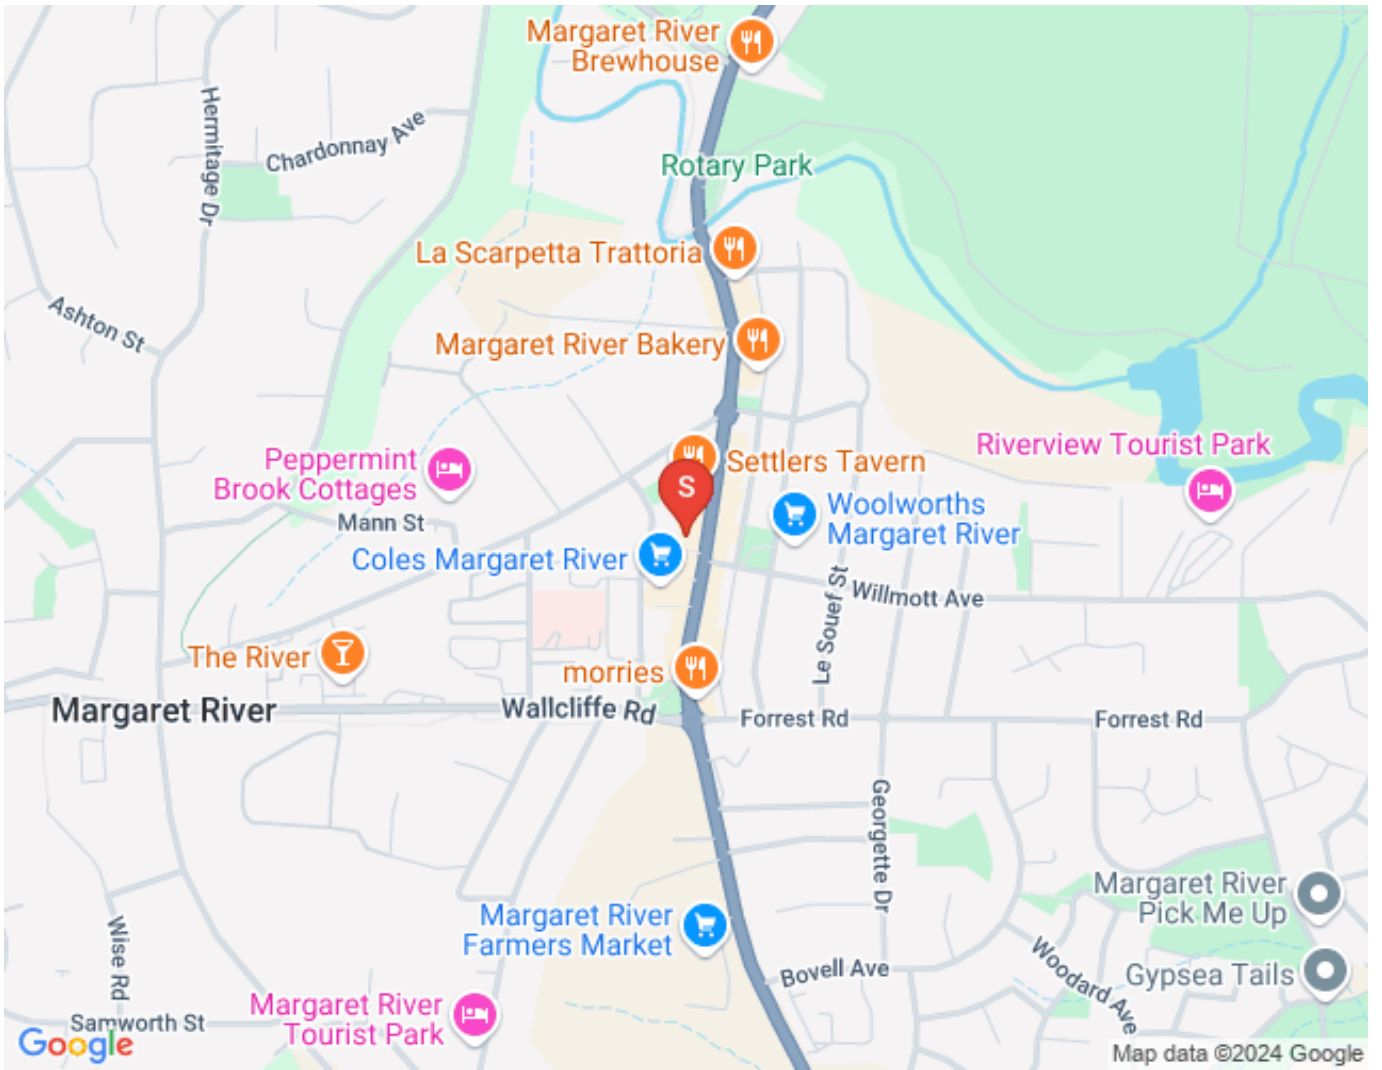 Margaret River
Brewhouse
Hermitage Dr
Chardonnay Ave
Rotary Park
La Scarpetta Trattoria
Ashton St
Margaret River Bakery
Riverview Tourist Park
Peppermint
Brook Cottages
Settlers Tavern
S
Woolworths
Margaret River
Mann St
Coles Margaret River
Le Souef St
Willmott Ave
The River
morries
Margaret River
Wallcliffe Rd
Forrest Rd
Forrest Rd
Georgette Dr
Margaret River
Pick Me Up
Margaret River
Farmers Market
Wise Rd
Bovell Ave
Woodard Ave
Gypsea Tails
Margaret River
Tourist Park
Samworth St
Google
Map data ©2024 Google